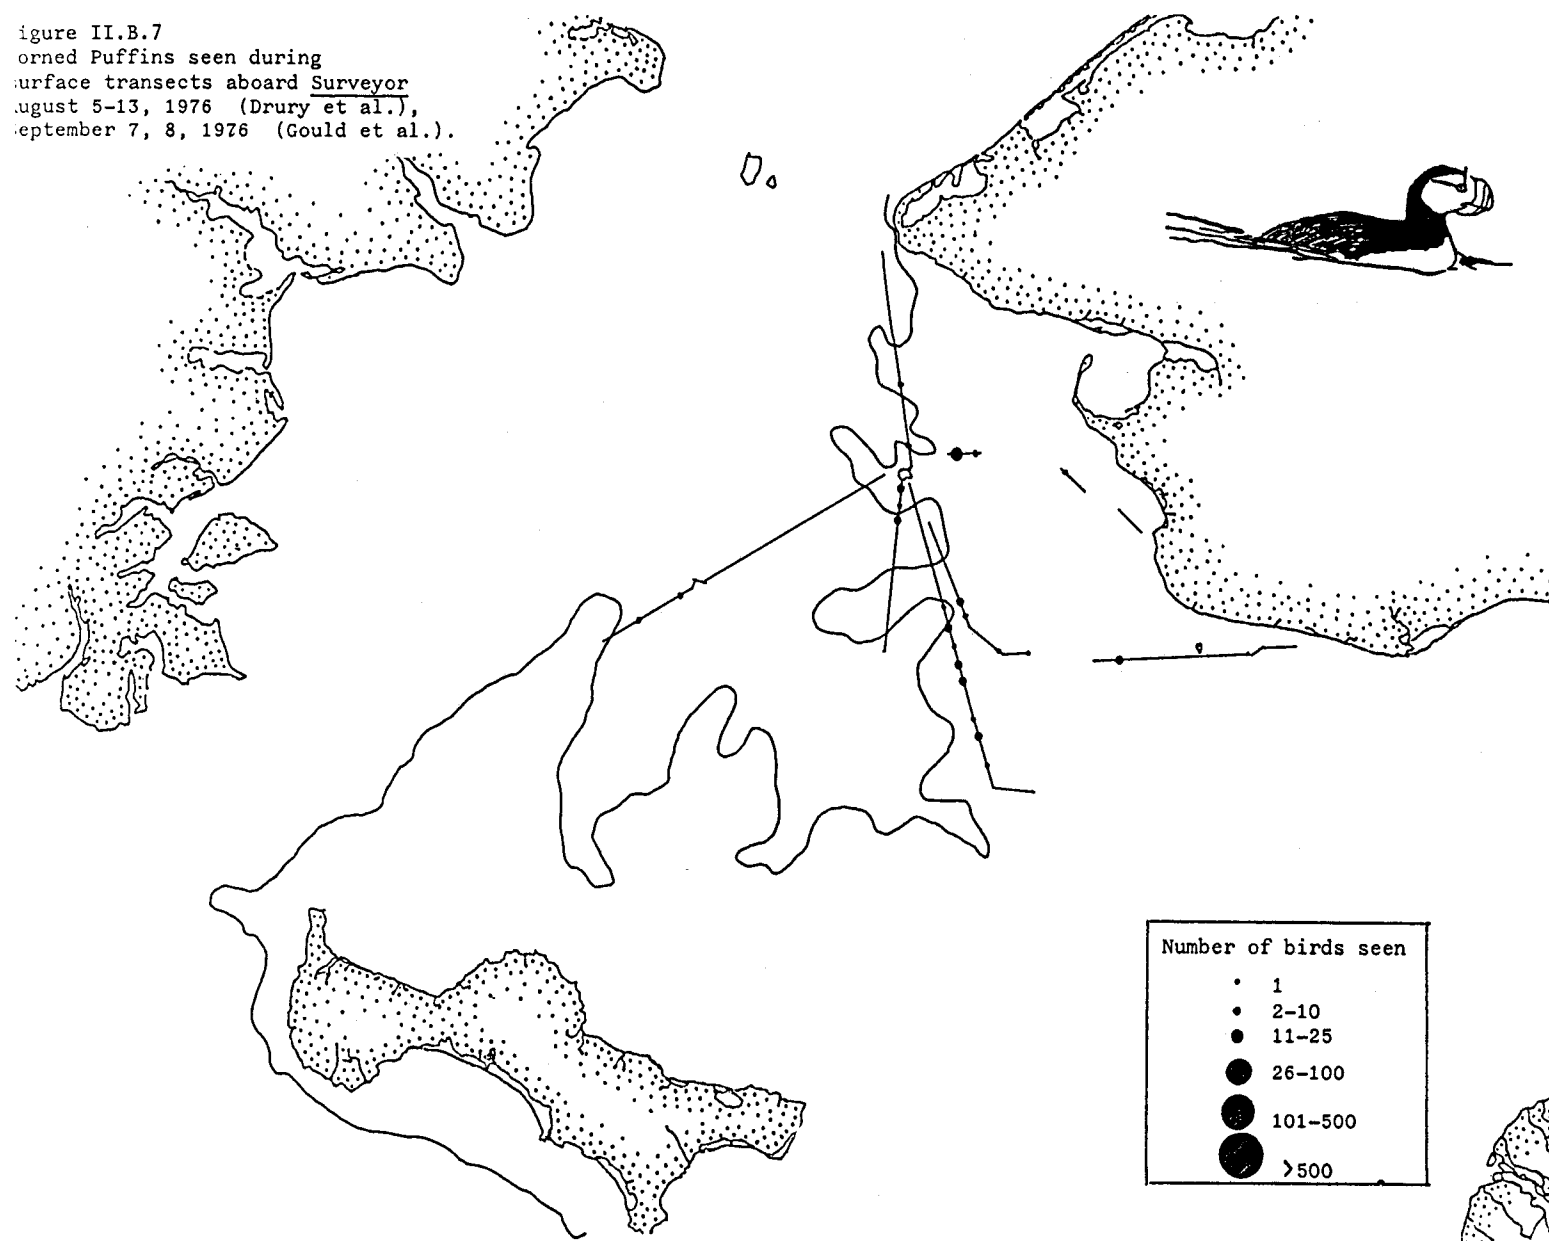 igure II.B.7
orned Puffins seen during
urface transects aboard Surveyor
ugust 5-13, 1976 (Drury et al.),
eptember 7, 8, 1976 (Gould et al.).
Number of birds seen
1
2-10
11-25
26-100
101-500
>500